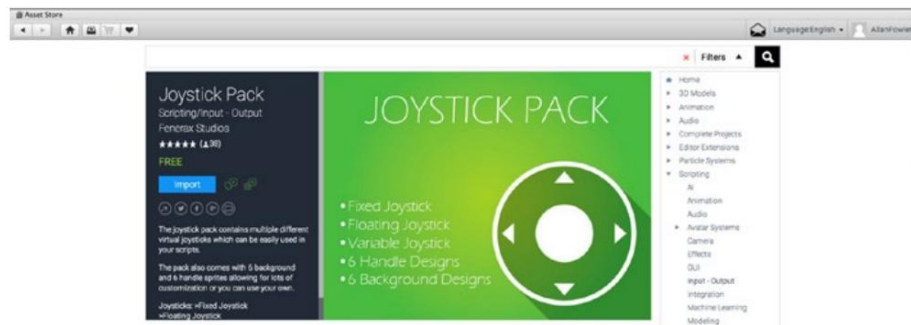 Asset Store
Language:English
AllanFowler
Filters
Joystick Pack
Scripting/Input - Output
Fenerax Studios
★★★★★ (38)
FREE
Import
The joystick pack contains multiple different
virtual joysticks which can be easily used in
your scripts.
The pack also comes with 6 background
and 6 handle sprites allowing for lots of
customization or you can use your own.
Joysticks: »Fixed Joystick
»Floating Joystick
JOYSTICK PACK
•Fixed Joystick
•Floating Joystick
•Variable Joystick
•6 Handle Designs
•6 Background Designs
Home
3D Models
Animation
Audio
Complete Projects
Editor Extensions
Particle Systems
Scripting
AI
Animation
Audio
Avatar Systems
Camera
Effects
GUI
Input - Output
Integration
Machine Learning
Modeling